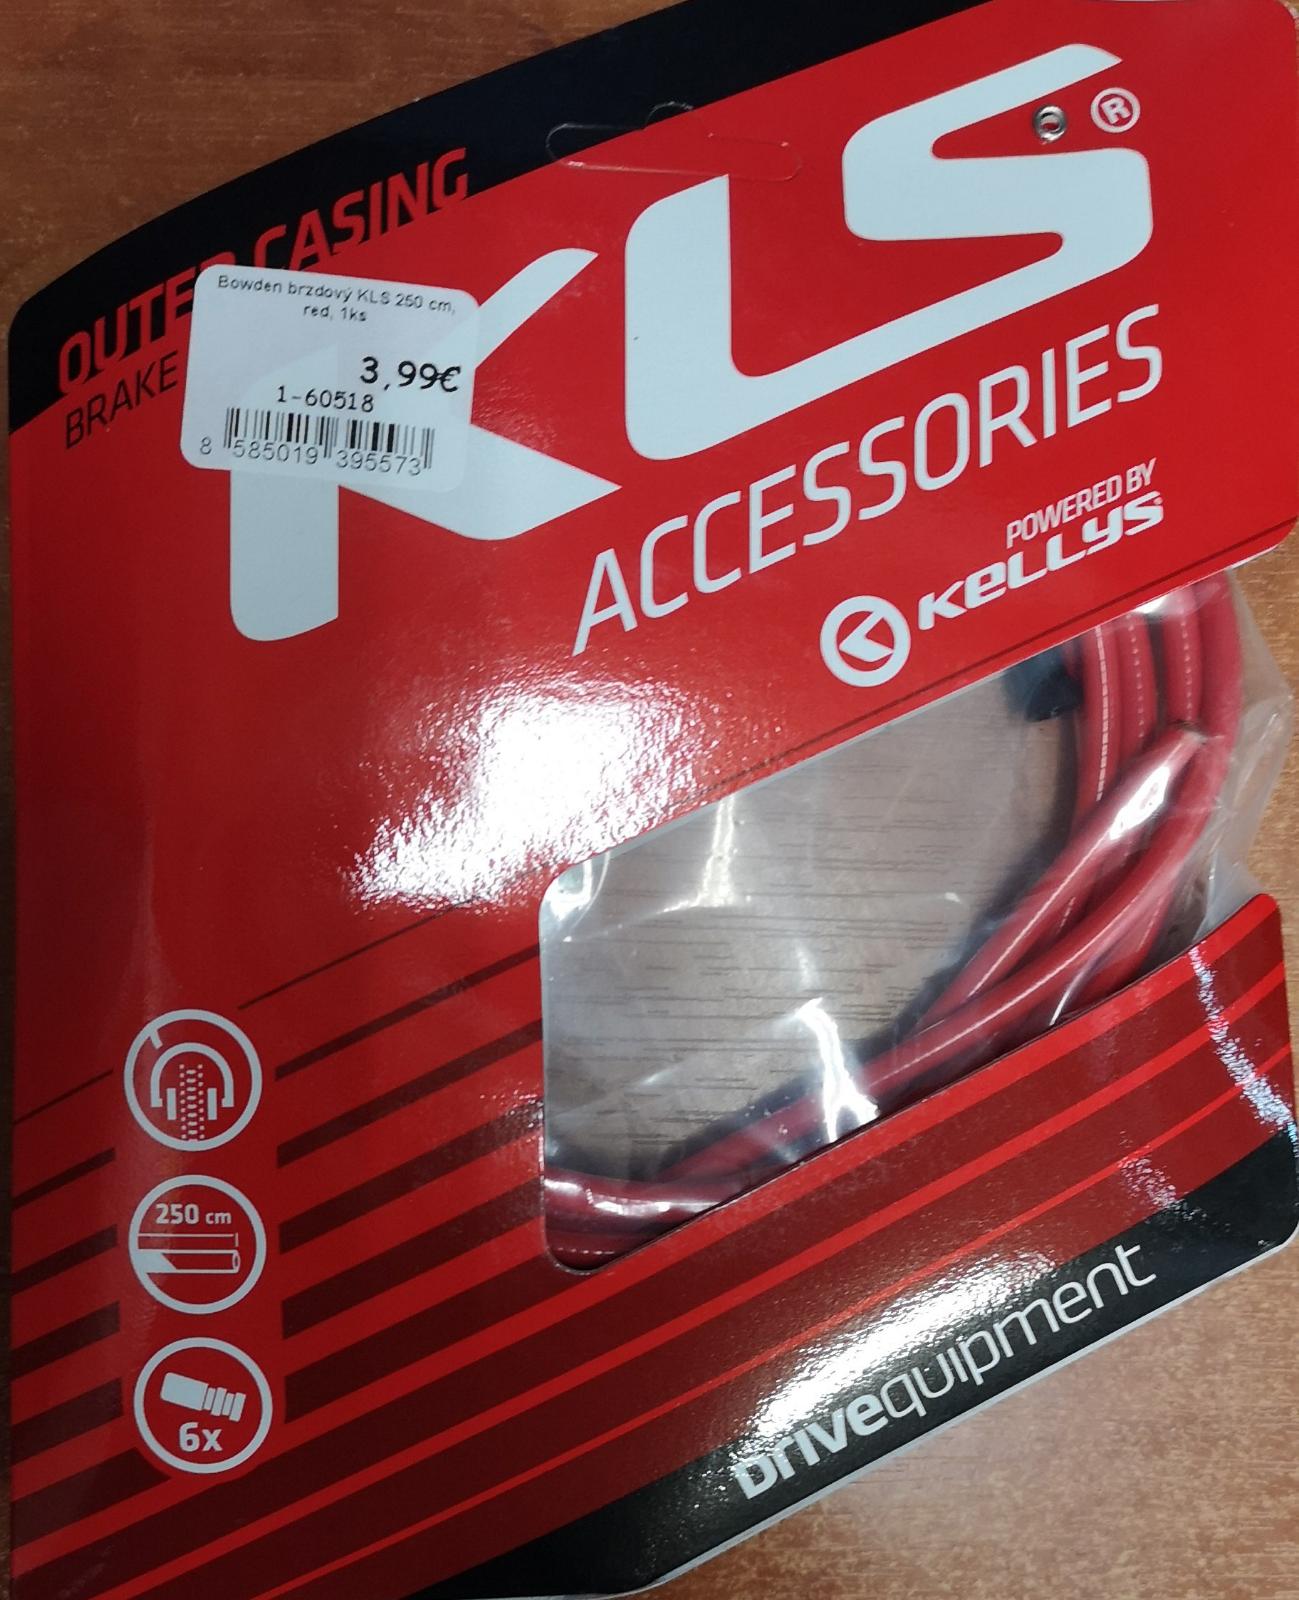 OUTER CASING
BRAKE
Bowden brzdový KLS 250 cm,
red, 1ks
3,99€
1-60518
8 585019 395573
KLS®
ACCESSORIES
POWERED BY
KELLYS
250 cm
6x
Drivequipment